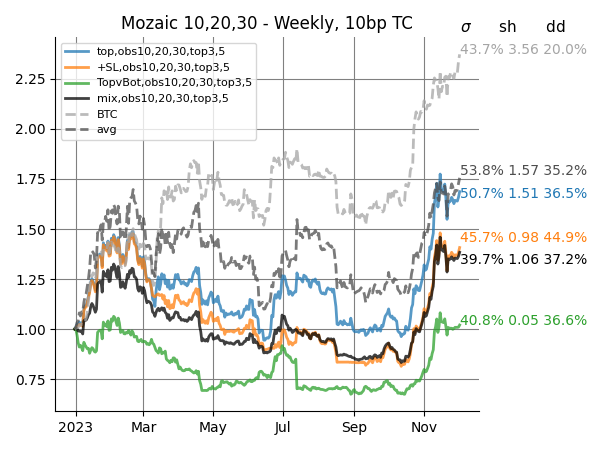 Mozaic 10,20,30 - Weekly, 10bp TC
σ sh dd
top,obs10,20,30,top3,5
+SL,obs10,20,30,top3,5
TopvBot,obs10,20,30,top3,5
mix,obs10,20,30,top3,5
BTC
avg
43.7% 3.56 20.4%
53.8% 1.57 35.2%
50.7% 1.51 36.5%
45.7% 0.98 44.9%
39.7% 1.06 37.2%
40.8% 0.05 36.6%
2.25
2.00
1.75
1.50
1.25
1.00
0.75
2023 Mar May Jul Sep Nov